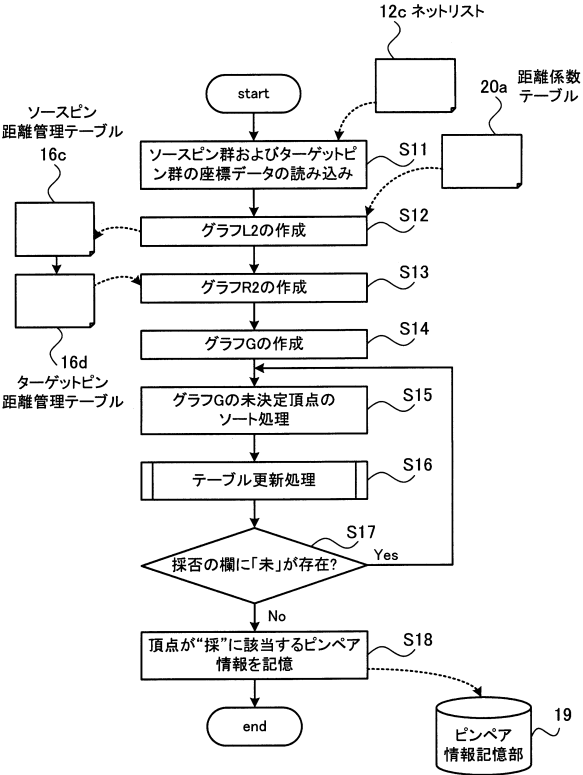 12c ネットリスト
start
20a
距離係数
テーブル
ソースピン
距離管理テーブル
16c
ソースピン群およびターゲットピン
群の座標データの読み込み
S11
グラフL2の作成
S12
グラフR2の作成
S13
グラフGの作成
S14
16d
ターゲットピン
距離管理テーブル
グラフGの未決定頂点の
ソート処理
S15
テーブル更新処理
S16
採否の欄に「未」が存在?
S17
Yes
No
頂点が“採”に該当するピンペア
情報を記憶
S18
end
ピンペア
情報記憶部
19